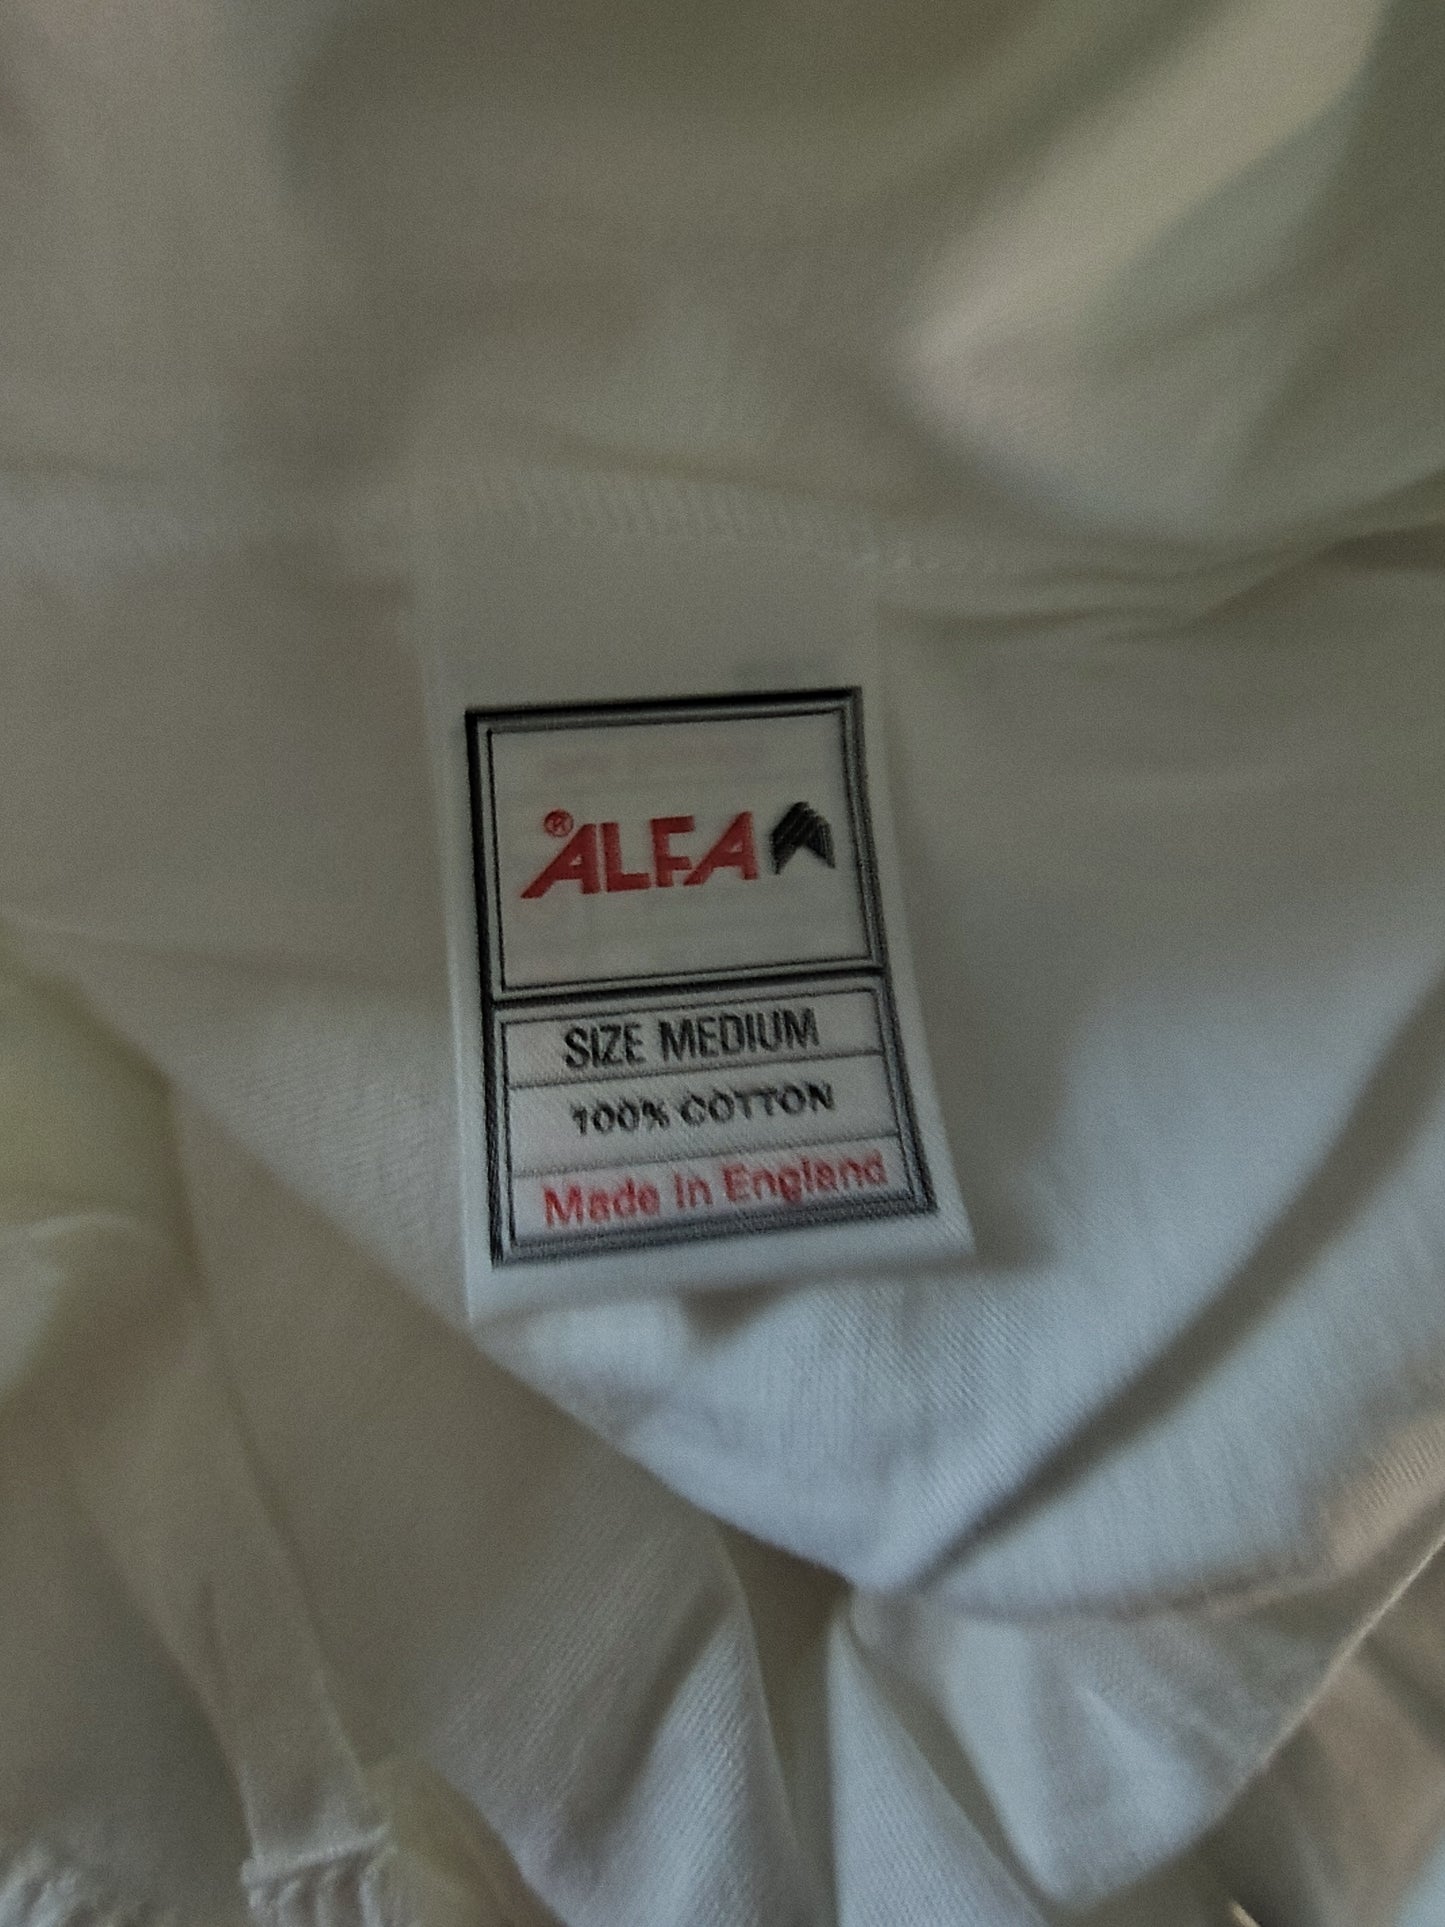 ® ALFA
SIZE MEDIUM
100% COTTON
Made in England